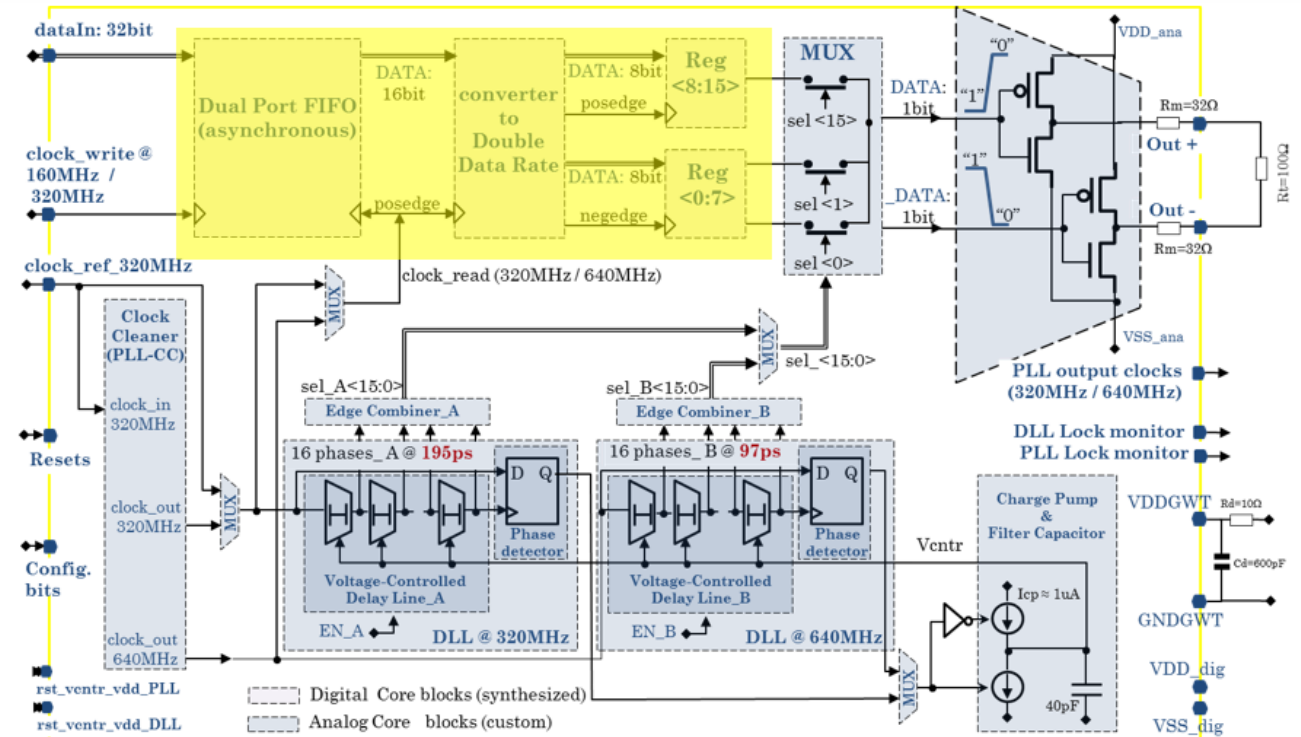 dataIn: 32bit
clock_write @
160MHz /
320MHz
clock_ref_320MHz
Resets
Config.
bits
rst_vcntr_vdd_PLL
rst_vcntr_vdd_DLL
Dual Port FIFO
(asynchronous)
DATA:
16bit
posedge
converter
to
Double
Data Rate
DATA: 8bit
posedge
DATA: 8bit
negedge
Reg
<8:15>
Reg
<0:7>
MUX
sel <15>
sel <1>
sel <0>
DATA:
1bit
_DATA:
1bit
"0"
"1"
"1"
"0"
VDD_ana
VSS_ana
Rm=32Ω
Out +
Out -
Rm=32Ω
Rt=100Ω
clock_read (320MHz / 640MHz)
MUX
MUX
sel_<15:0>
Clock
Cleaner
(PLL-CC)
clock_in
320MHz
clock_out
320MHz
clock_out
640MHz
MUX
sel_A<15:0>
Edge Combiner_A
16 phases_A @ 195ps
D Q
Phase
detector
Voltage-Controlled
Delay Line_A
EN_A
DLL @ 320MHz
sel_B<15:0>
Edge Combiner_B
16 phases_B @ 97ps
D Q
Phase
detector
Voltage-Controlled
Delay Line_B
EN_B
DLL @ 640MHz
Vcntr
MUX
Charge Pump
&
Filter Capacitor
Icp ≈ 1uA
40pF
PLL output clocks
(320MHz / 640MHz)
DLL Lock monitor
PLL Lock monitor
VDDGWT
Rd=10Ω
Cd=600pF
GNDGWT
VDD_dig
VSS_dig
Digital Core blocks (synthesized)
Analog Core blocks (custom)